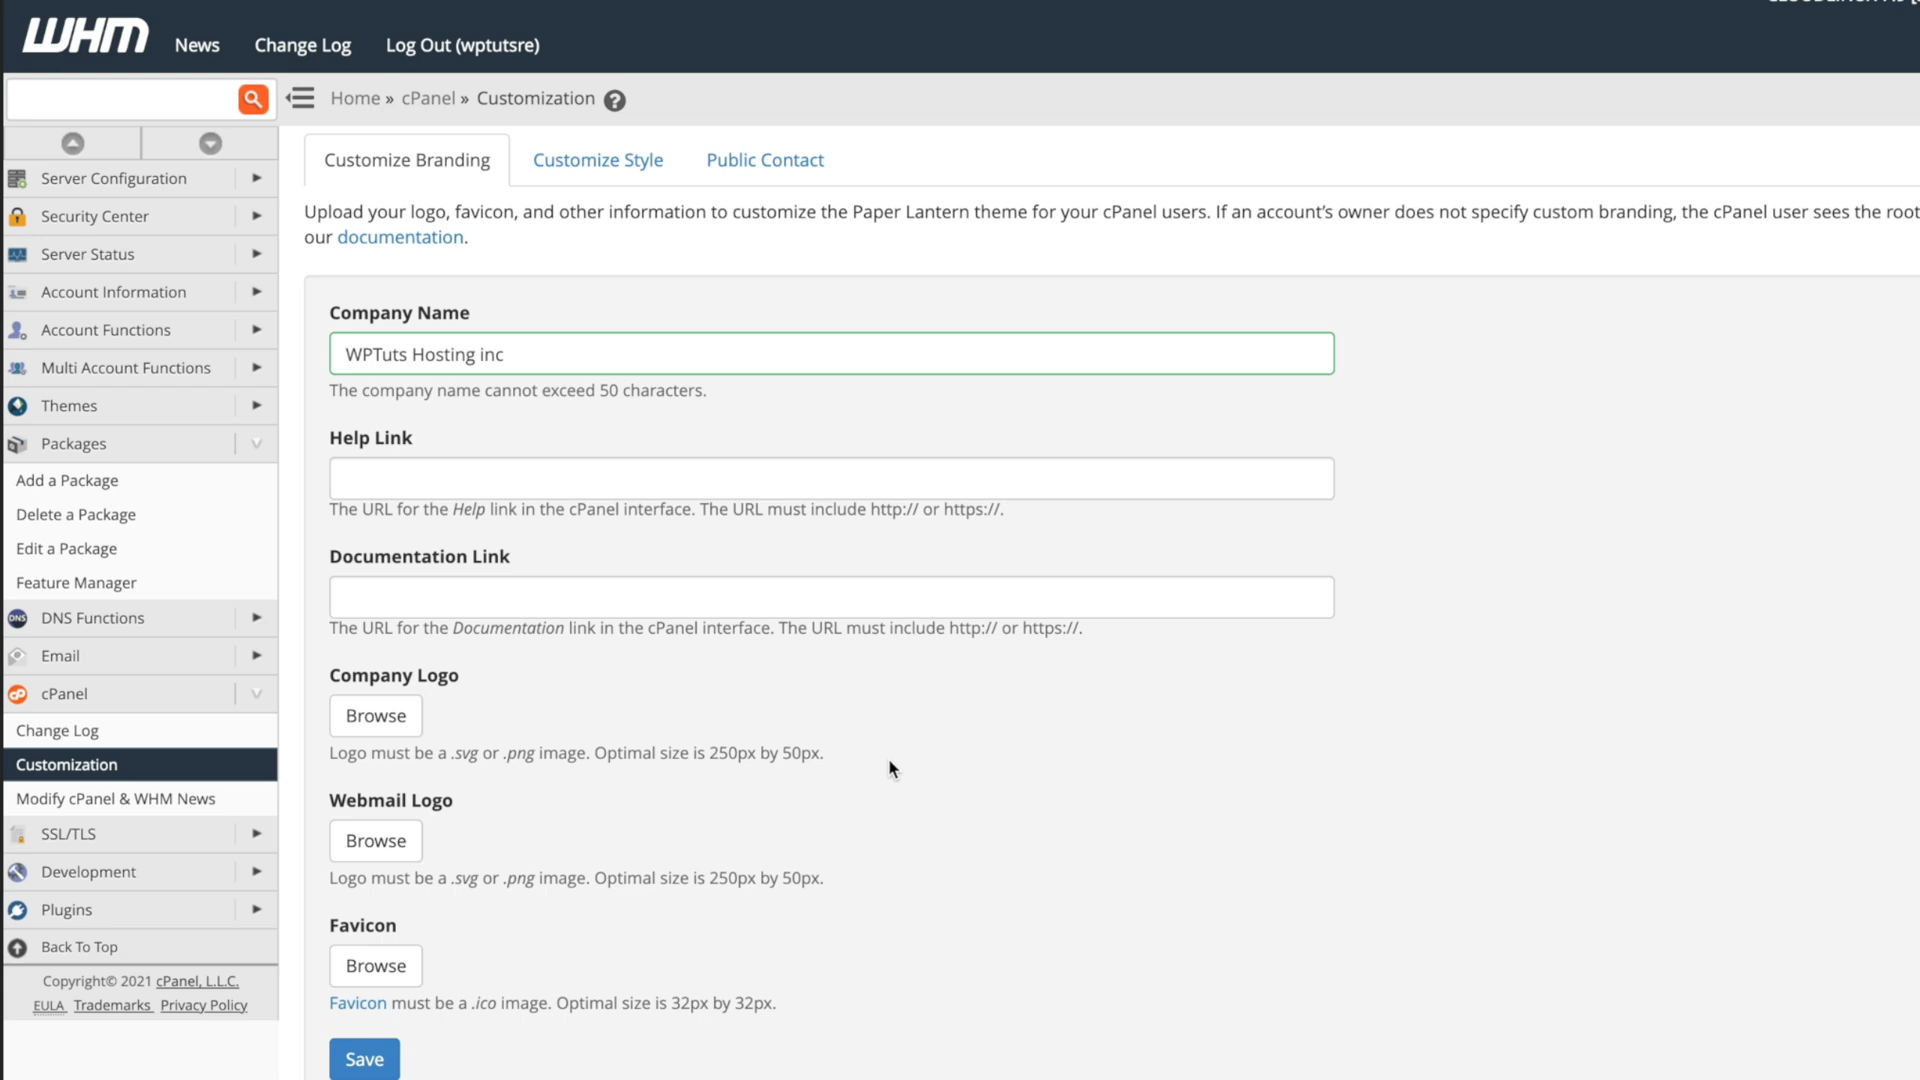 WHM News Change Log Log Out (wptutsre)
Home » cPanel » Customization ?
Customize Branding Customize Style Public Contact
Upload your logo, favicon, and other information to customize the Paper Lantern theme for your cPanel users. If an account's owner does not specify custom branding, the cPanel user sees the root
our documentation.
Server Configuration
Security Center
Server Status
Account Information
Account Functions
Multi Account Functions
Themes
Packages
Add a Package
Delete a Package
Edit a Package
Feature Manager
DNS DNS Functions
Email
cPanel
Change Log
Customization
Modify cPanel & WHM News
SSL/TLS
Development
Plugins
Back To Top
Copyright© 2021 cPanel, L.L.C.
EULA Trademarks Privacy Policy
Company Name
WPTuts Hosting inc
The company name cannot exceed 50 characters.
Help Link
The URL for the Help link in the cPanel interface. The URL must include http:// or https://.
Documentation Link
The URL for the Documentation link in the cPanel interface. The URL must include http:// or https://.
Company Logo
Browse
Logo must be a .svg or .png image. Optimal size is 250px by 50px.
Webmail Logo
Browse
Logo must be a .svg or .png image. Optimal size is 250px by 50px.
Favicon
Browse
Favicon must be a .ico image. Optimal size is 32px by 32px.
Save